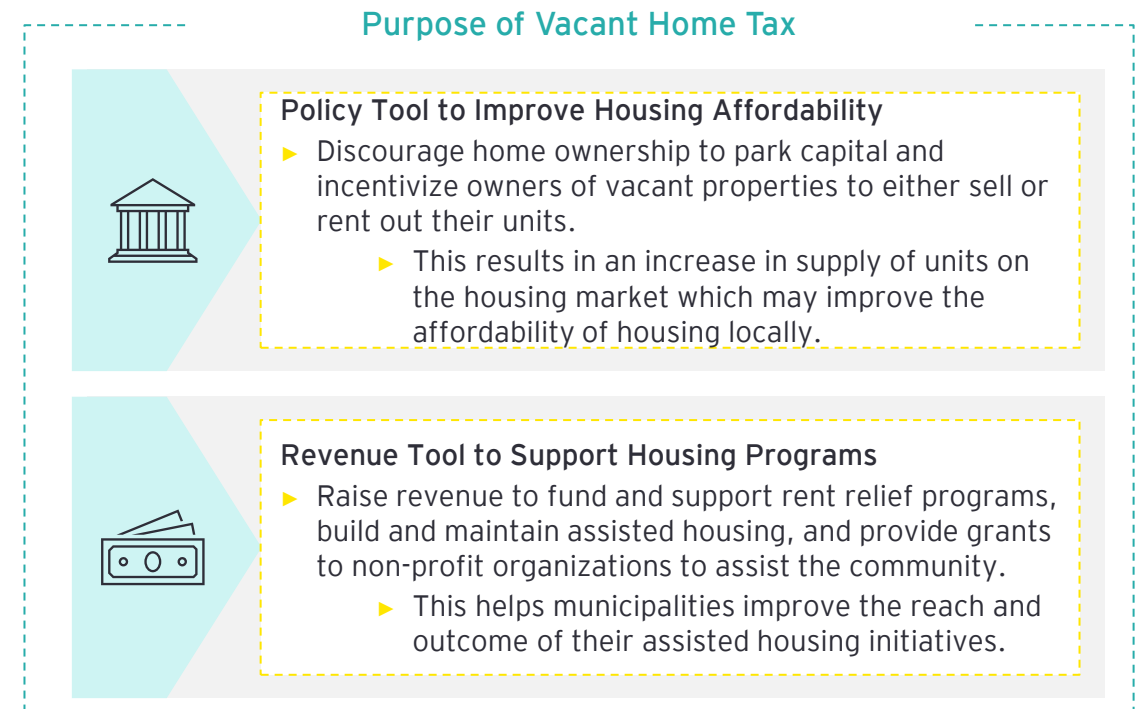 Purpose of Vacant Home Tax
Policy Tool to Improve Housing Affordability
► Discourage home ownership to park capital and
incentivize owners of vacant properties to either sell or
rent out their units.
► This results in an increase in supply of units on
the housing market which may improve the
affordability of housing locally.
Revenue Tool to Support Housing Programs
► Raise revenue to fund and support rent relief programs,
build and maintain assisted housing, and provide grants
to non-profit organizations to assist the community.
► This helps municipalities improve the reach and
outcome of their assisted housing initiatives.